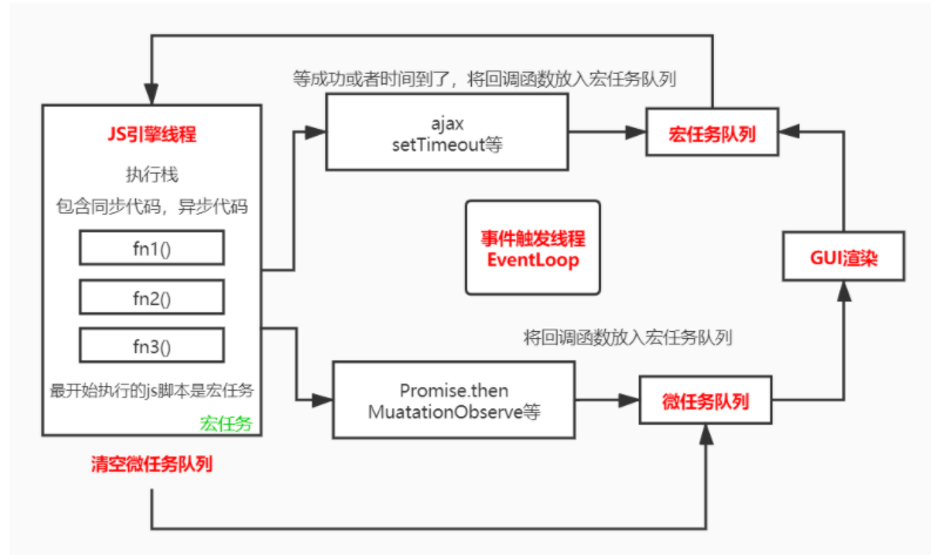 等成功或者时间到了，将回调函数放入宏任务队列
JS引擎线程
执行栈
包含同步代码，异步代码
fn1()
fn2()
fn3()
最开始执行的js脚本是宏任务
宏任务
清空微任务队列
ajax
setTimeout等
宏任务队列
事件触发线程
EventLoop
GUI渲染
将回调函数放入宏任务队列
Promise.then
MuatationObserve等
微任务队列